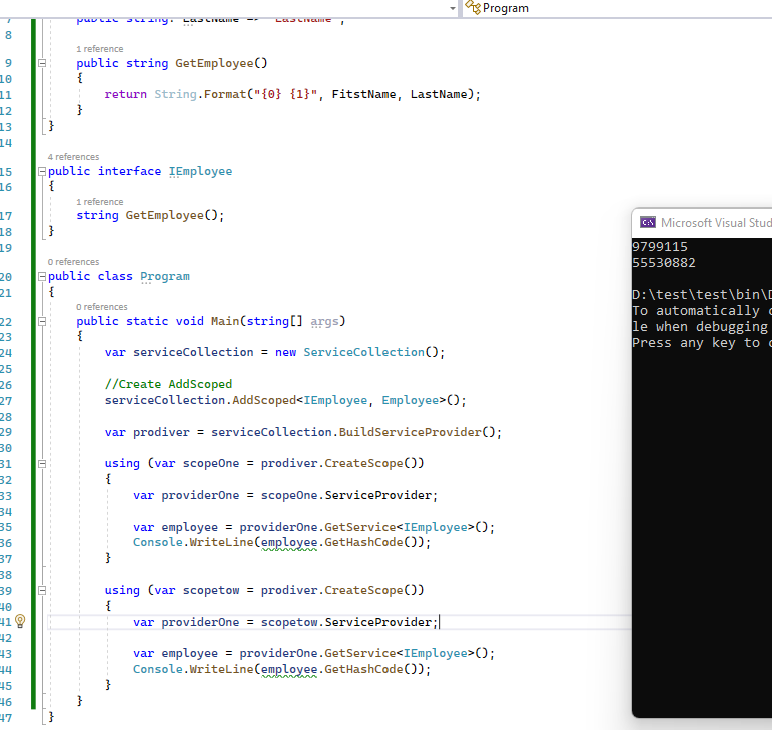 Program
7 public string? LastName => "LastName";
8
1 reference
9 public string GetEmployee()
10 {
11 return String.Format("{0} {1}", FitstName, LastName);
12 }
13 }
14
4 references
15 public interface IEmployee
16 {
1 reference
17 string GetEmployee();
18 }
19
0 references
20 public class Program
21 {
0 references
22 public static void Main(string[] args)
23 {
24 var serviceCollection = new ServiceCollection();
25
26 //Create AddScoped
27 serviceCollection.AddScoped<IEmployee, Employee>();
28
29 var prodiver = serviceCollection.BuildServiceProvider();
30
31 using (var scopeOne = prodiver.CreateScope())
32 {
33 var providerOne = scopeOne.ServiceProvider;
34
35 var employee = providerOne.GetService<IEmployee>();
36 Console.WriteLine(employee.GetHashCode());
37 }
38
39 using (var scopetow = prodiver.CreateScope())
40 {
41 var providerOne = scopetow.ServiceProvider;
42
43 var employee = providerOne.GetService<IEmployee>();
44 Console.WriteLine(employee.GetHashCode());
45 }
46 }
47 }
Microsoft Visual Stud
9799115
55530882
D:\test\test\bin\D
To automatically c
le when debugging
Press any key to c